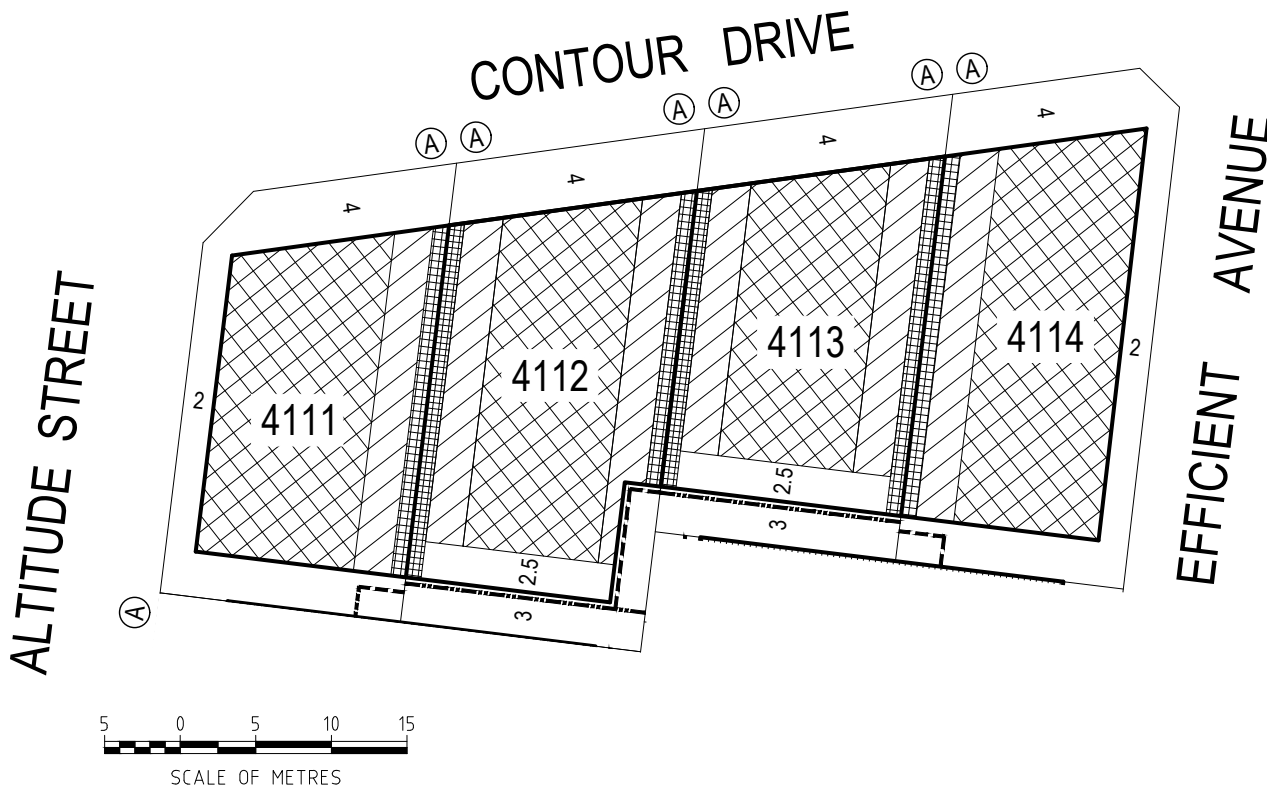 CONTOUR DRIVE
A A
A A
A A
4
4
4
4
ALTITUDE STREET
EFFICIENT AVENUE
2
4111
4112
4113
4114
2
2.5
3
2.5
3
A
5 0 5 10 15
SCALE OF METRES